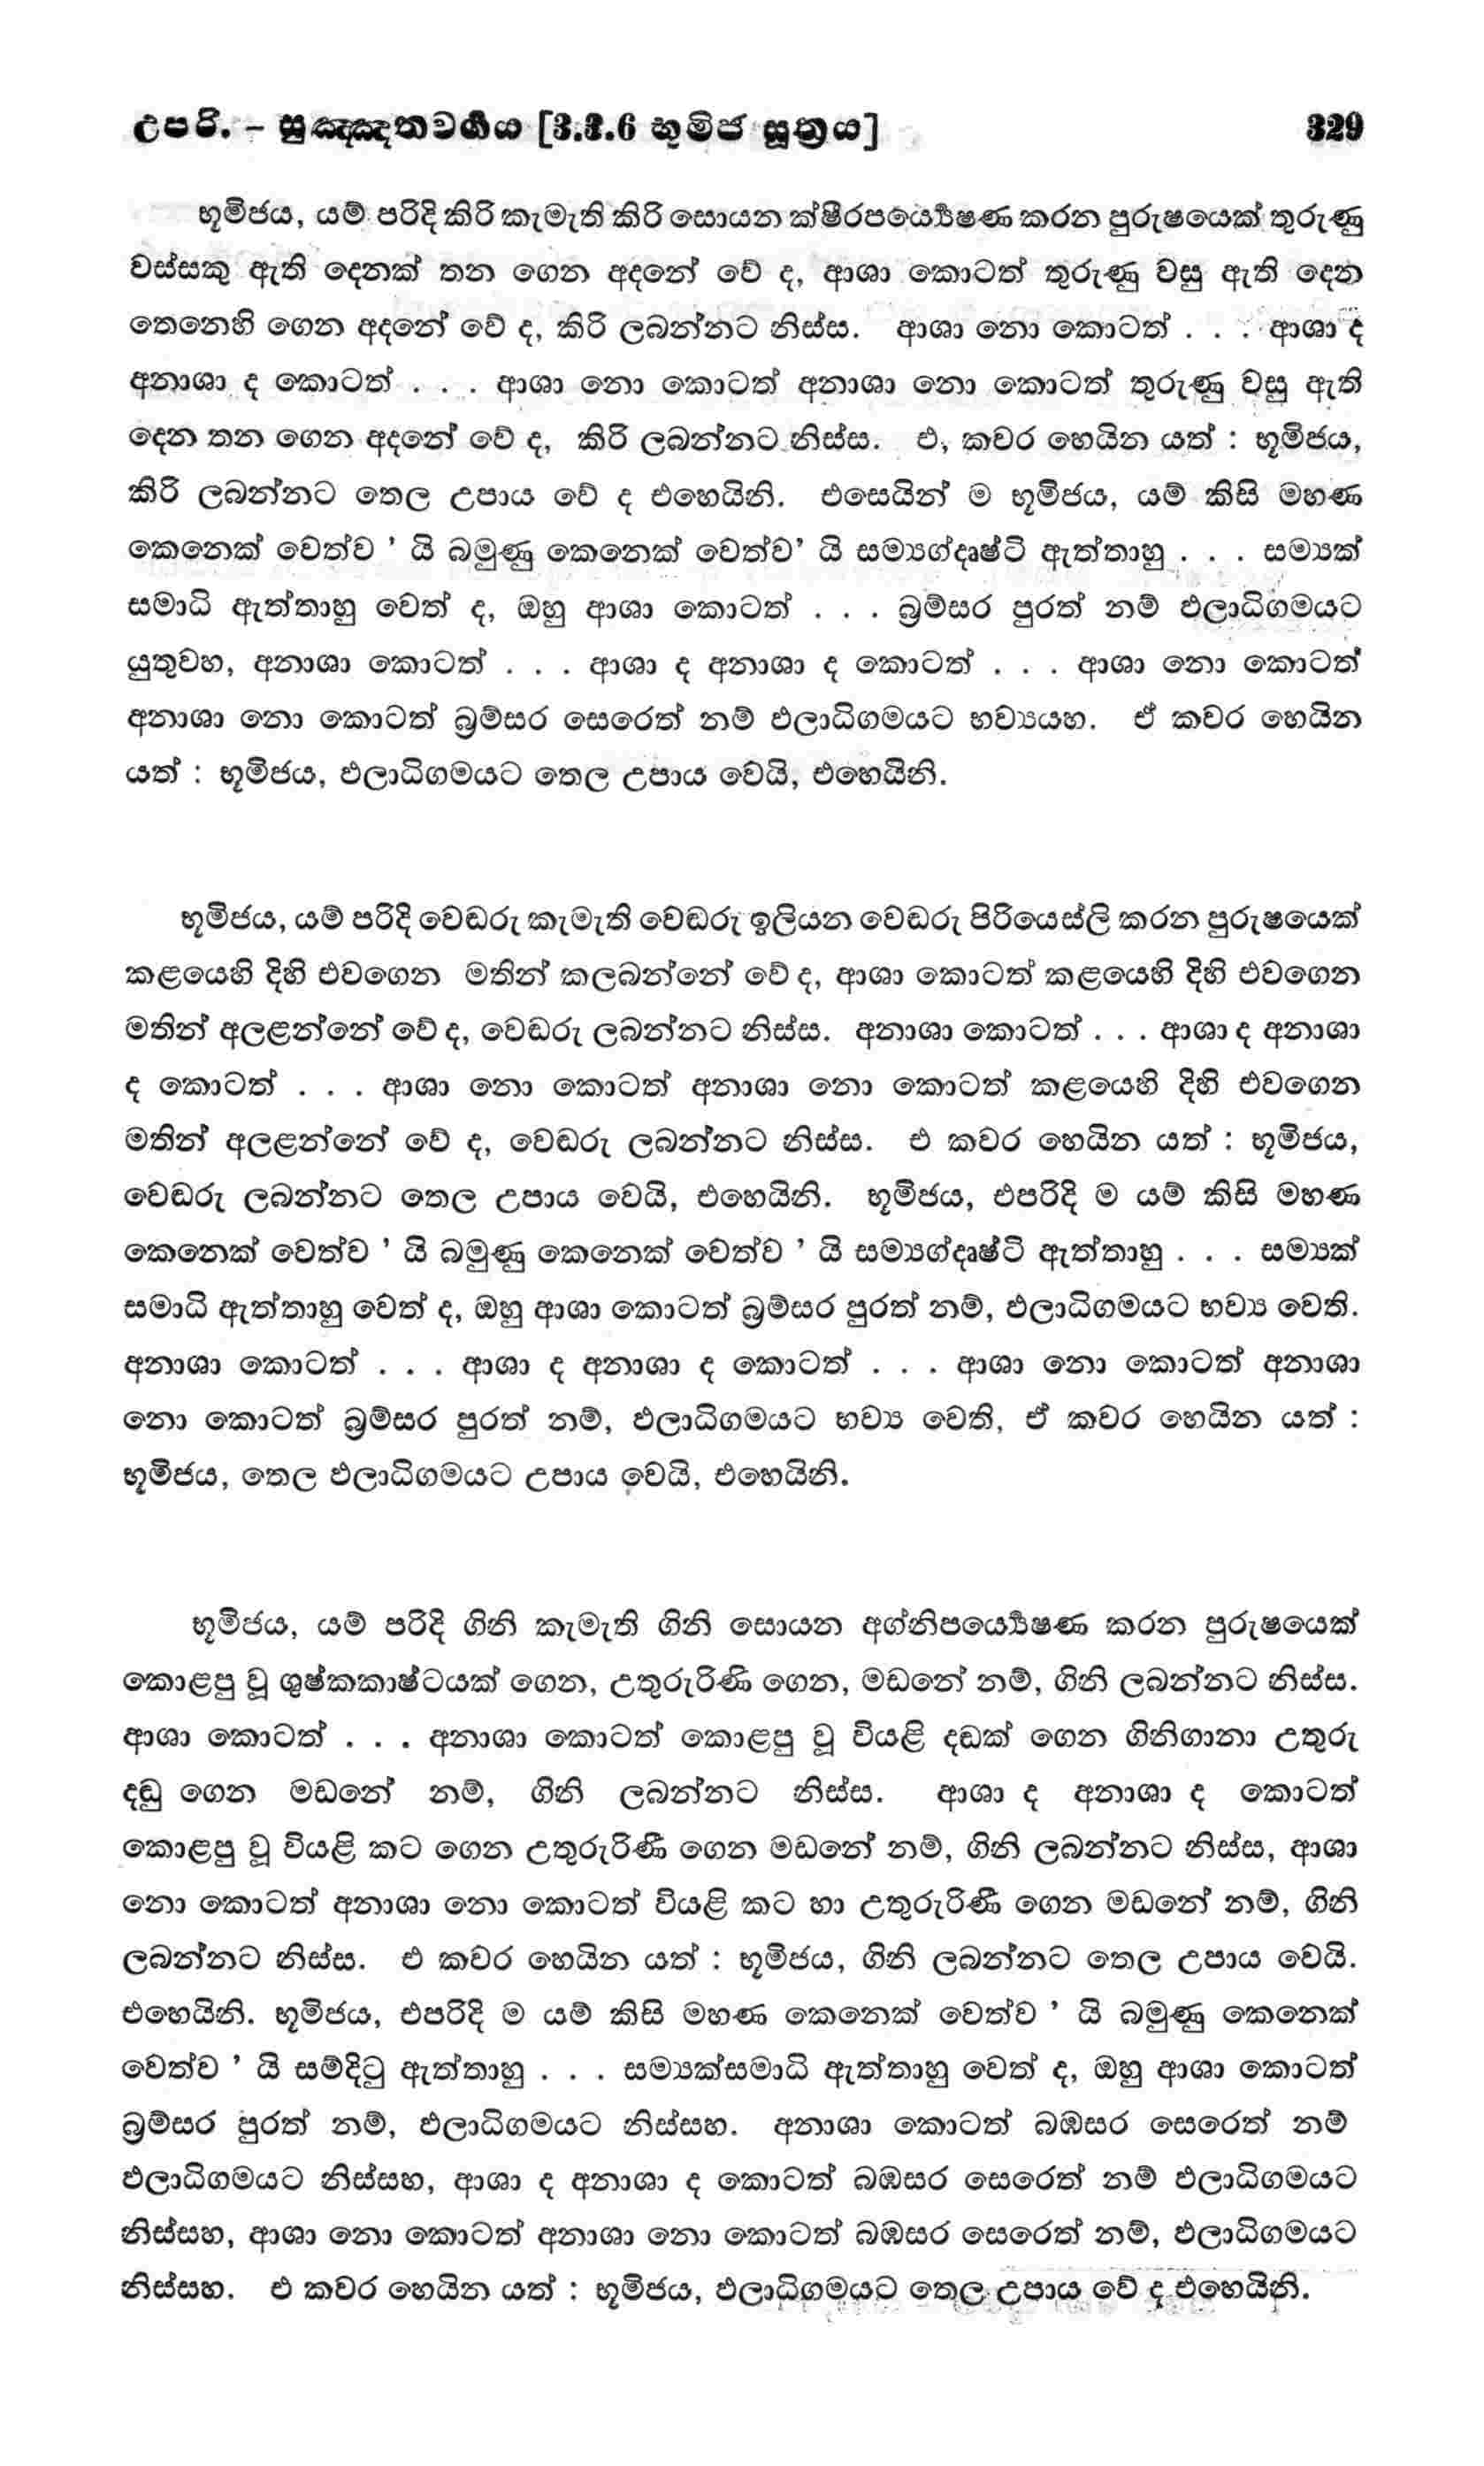 උපරි. – සුඤ්ඤතවර්‍ගය [3.3.6 භූමිජ සූත්‍රය] 329
භූමිජය, යම් පරිදි කිරි කැමැති කිරි සොයන ක්ෂීරපර්‍ය්‍යේෂණ කරන පුරුෂයෙක් තුරුණු
වස්සකු ඇති දෙනක් තන ගෙන අදනේ වේ ද, ආශා කොටත් තුරුණු වසු ඇති දෙන
තෙනෙහි ගෙන අදනේ වේ ද, කිරි ලබන්නට නිස්ස. ආශා නො කොටත් . . . ආශා ද
අනාශා ද කොටත් . . . ආශා නො කොටත් අනාශා නො කොටත් තුරුණු වසු ඇති
දෙන තන ගෙන අදනේ වේ ද, කිරි ලබන්නට නිස්ස. එ, කවර හෙයින යත් : භූමිජය,
කිරි ලබන්නට තෙල උපාය වේ ද එහෙයිනි. එසෙයින් ම භූමිජය, යම් කිසි මහණ
කෙනෙක් වෙත්ව ’ යි බමුණු කෙනෙක් වෙත්ව’ යි සම්‍යග්දෘෂ්ටි ඇත්තාහු . . . සම්‍යක්
සමාධි ඇත්තාහු වෙත් ද, ඔහු ආශා කොටත් . . . බ්‍රම්සර පුරත් නම් ඵලාධිගමයට
යුතුවහ, අනාශා කොටත් . . . ආශා ද අනාශා ද කොටත් . . . ආශා නො කොටත්
අනාශා නො කොටත් බ්‍රම්සර සෙරෙත් නම් ඵලාධිගමයට භව්‍යයහ. ඒ කවර හෙයින
යත් : භූමිජය, ඵලාධිගමයට තෙල උපාය වෙයි, එහෙයිනි.
භූමිජය, යම් පරිදි වෙඬරු කැමැති වෙඬරු ඉලියන වෙඬරු පිරියෙස්ලි කරන පුරුෂයෙක්
කළයෙහි දිහි එවගෙන මතින් කලබන්නේ වේ ද, ආශා කොටත් කළයෙහි දිහි එවගෙන
මතින් අලළන්නේ වේ ද, වෙඬරු ලබන්නට නිස්ස. අනාශා කොටත් . . . ආශා ද අනාශා
ද කොටත් . . . ආශා නො කොටත් අනාශා නො කොටත් කළයෙහි දිහි එවගෙන
මතින් අලළන්නේ වේ ද, වෙඬරු ලබන්නට නිස්ස. එ කවර හෙයින යත් : භූමිජය,
වෙඬරු ලබන්නට තෙල උපාය වෙයි, එහෙයිනි. භූමිජය, එපරිදි ම යම් කිසි මහණ
කෙනෙක් වෙත්ව ’ යි බමුණු කෙනෙක් වෙත්ව ’ යි සම්‍යග්දෘෂ්ටි ඇත්තාහු . . . සම්‍යක්
සමාධි ඇත්තාහු වෙත් ද, ඔහු ආශා කොටත් බ්‍රම්සර පුරත් නම්, ඵලාධිගමයට භව්‍ය වෙති.
අනාශා කොටත් . . . ආශා ද අනාශා ද කොටත් . . . ආශා නො කොටත් අනාශා
නො කොටත් බ්‍රම්සර පුරත් නම්, ඵලාධිගමයට භව්‍ය වෙති, ඒ කවර හෙයින යත් :
භූමිජය, තෙල ඵලාධිගමයට උපාය වෙයි, එහෙයිනි.
භූමිජය, යම් පරිදි ගිනි කැමැති ගිනි සොයන අග්නිපර්‍ය්‍යේෂණ කරන පුරුෂයෙක්
කොළපු වූ ශුෂ්කකාෂ්ටයක් ගෙන, උතුරුරිණි ගෙන, මඩනේ නම්, ගිනි ලබන්නට නිස්ස.
ආශා කොටත් . . . අනාශා කොටත් කොළපු වූ වියළි දඬක් ගෙන ගිනිගානා උතුරු
දඬු ගෙන මඩනේ නම්, ගිනි ලබන්නට නිස්ස. ආශා ද අනාශා ද කොටත්
කොළපු වූ වියළි කට ගෙන උතුරුරිණී ගෙන මඩනේ නම්, ගිනි ලබන්නට නිස්ස, ආශා
නො කොටත් අනාශා නො කොටත් වියළි කට හා උතුරුරිණී ගෙන මඩනේ නම්, ගිනි
ලබන්නට නිස්ස. එ කවර හෙයින යත් : භූමිජය, ගිනි ලබන්නට තෙල උපාය වෙයි.
එහෙයිනි. භූමිජය, එපරිදි ම යම් කිසි මහණ කෙනෙක් වෙත්ව ’ යි බමුණු කෙනෙක්
වෙත්ව ’ යි සම්දිටු ඇත්තාහු . . . සම්‍යක්සමාධි ඇත්තාහු වෙත් ද, ඔහු ආශා කොටත්
බ්‍රම්සර පුරත් නම්, ඵලාධිගමයට නිස්සහ. අනාශා කොටත් බඹසර සෙරෙත් නම්
ඵලාධිගමයට නිස්සහ, ආශා ද අනාශා ද කොටත් බඹසර සෙරෙත් නම් ඵලාධිගමයට
නිස්සහ, ආශා නො කොටත් අනාශා නො කොටත් බඹසර සෙරෙත් නම්, ඵලාධිගමයට
නිස්සහ. එ කවර හෙයින යත් : භූමිජය, ඵලාධිගමයට තෙල උපාය වේ ද එහෙයිනි.